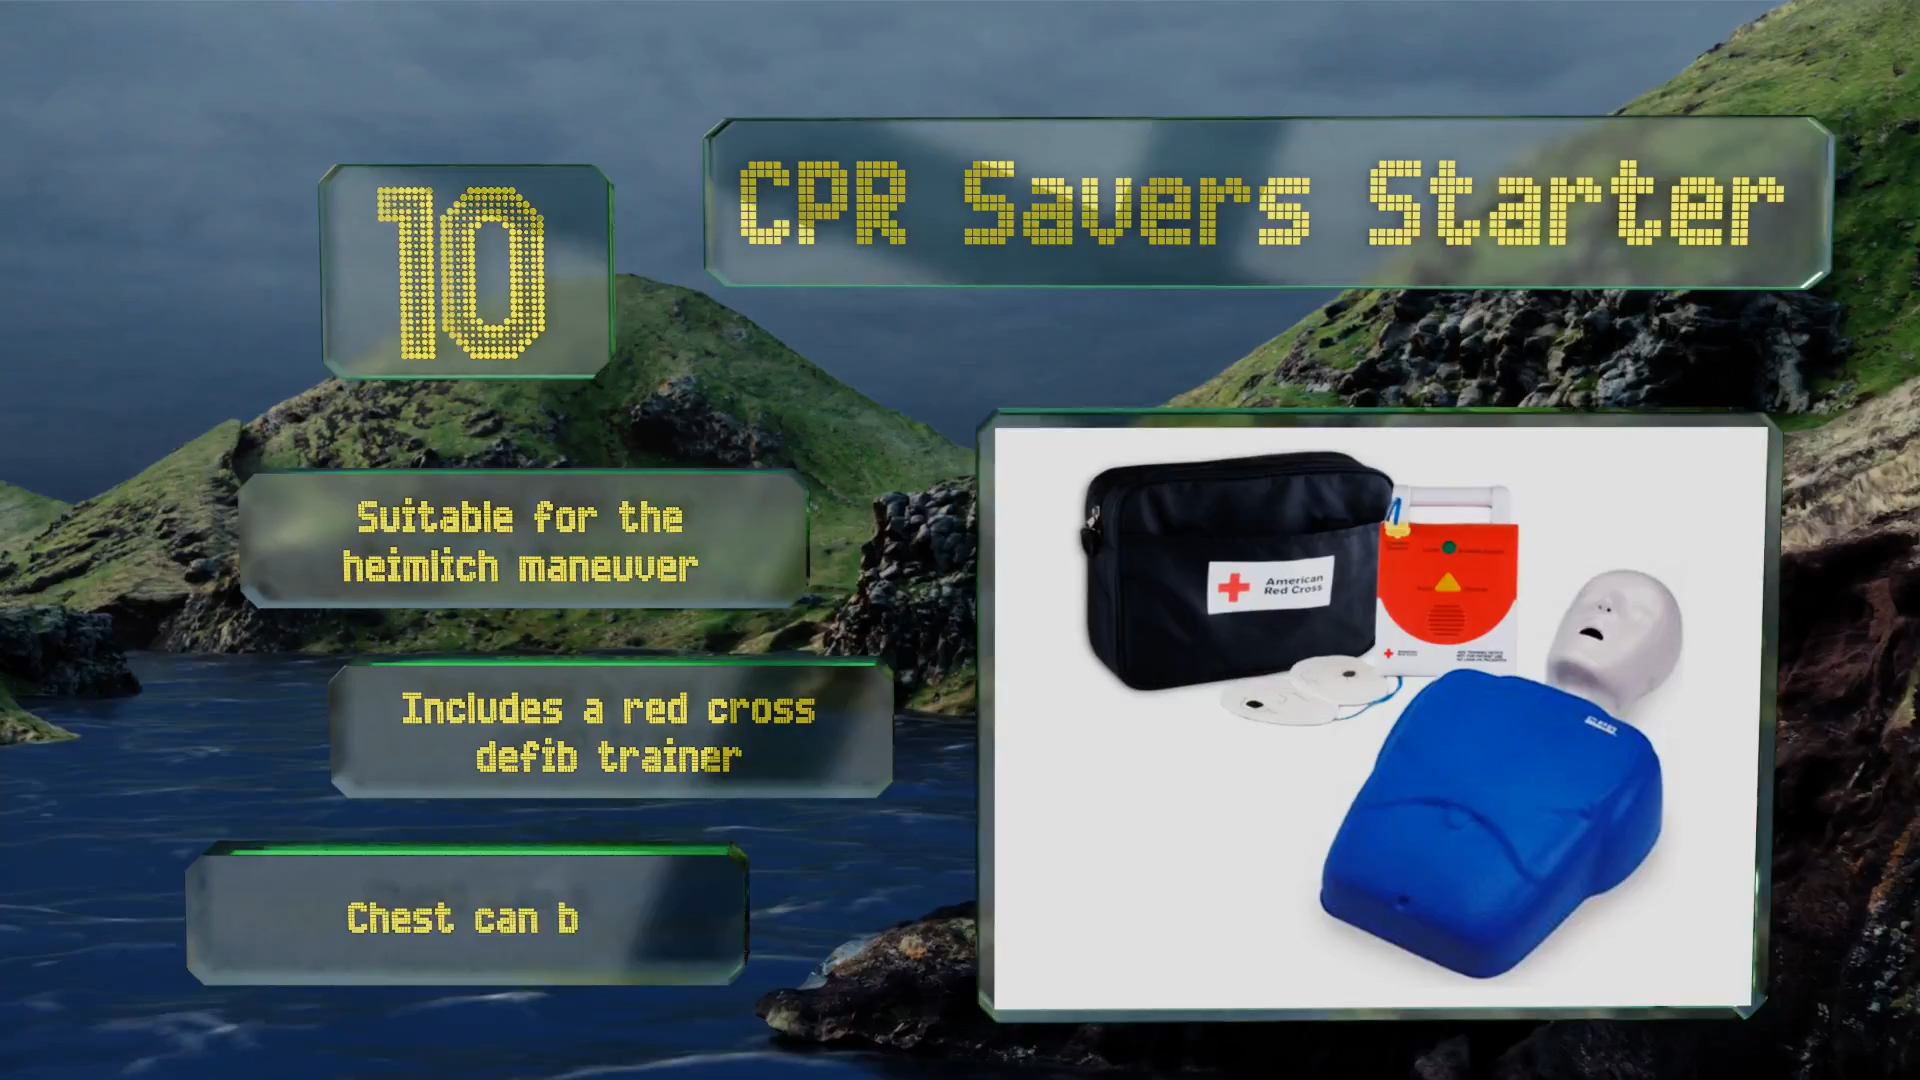 10
CPR Savers Starter
Suitable for the
heimlich maneuver
Includes a red cross
defib trainer
Chest can b
American
Red Cross